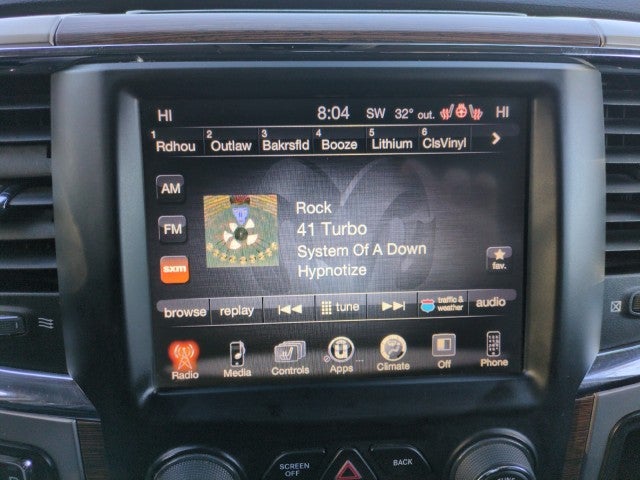 HI 8:04 SW 32° out. HI
1 Rdhou 2 Outlaw 3 Bakrsfld 4 Booze 5 Lithium 6 ClsVinyl
AM
FM
sxm
Rock
41 Turbo
System Of A Down
Hypnotize
fav.
browse replay tune traffic & weather audio
Radio Media Controls Apps Climate Off Phone
SCREEN OFF BACK